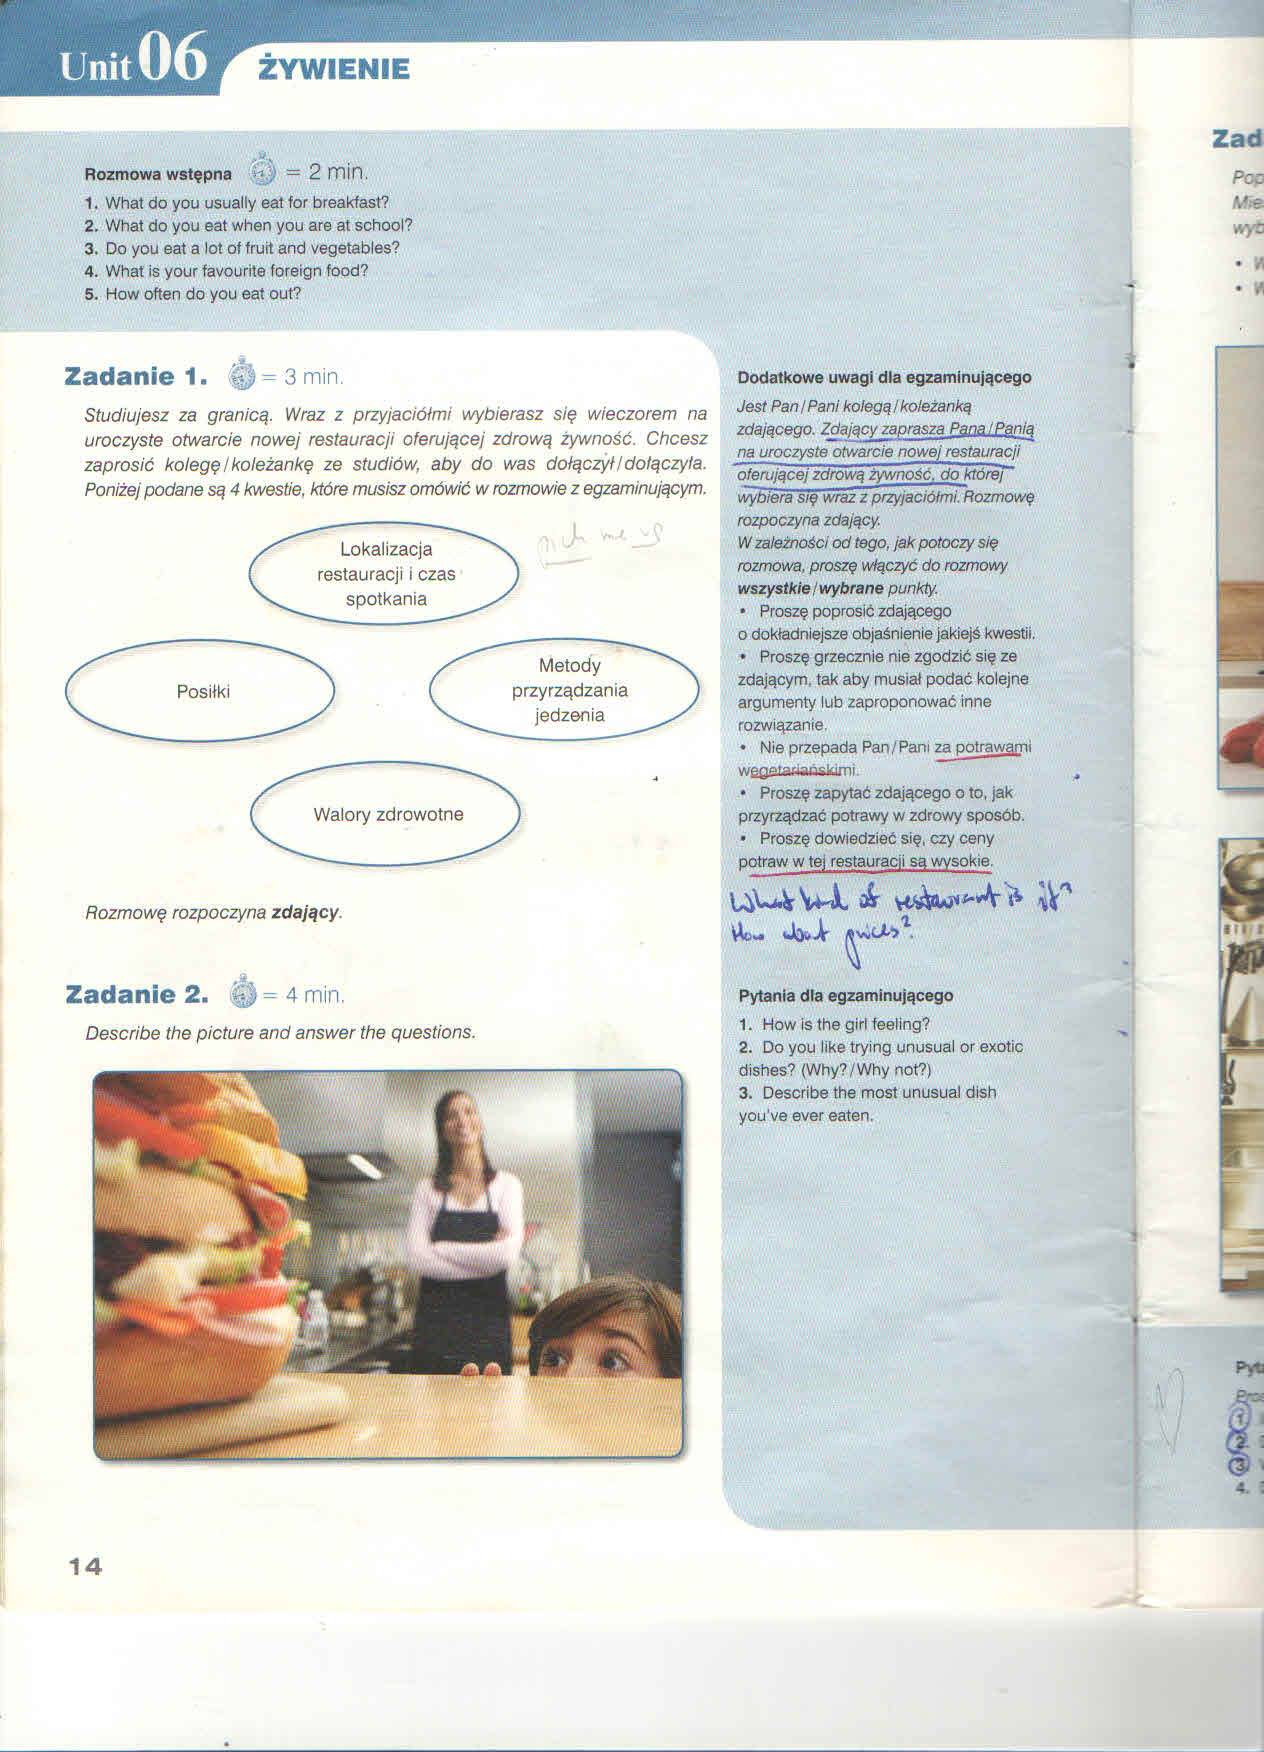 Unit 06 ŻYWIENIE
Rozmowa wstępna = 2 min.
1. What do you usually eat for breakfast?
2. What do you eat when you are at school?
3. Do you eat a lot of fruit and vegetables?
4. What is your favourite foreign food?
5. How often do you eat out?
Zadanie 1. = 3 min.
Studiujesz za granicą. Wraz z przyjaciółmi wybierasz się wieczorem na
uroczyste otwarcie nowej restauracji oferującej zdrową żywność. Chcesz
zaprosić kolegę/koleżankę ze studiów, aby do was dołączył/dołączyła.
Poniżej podane są 4 kwestie, które musisz omówić w rozmowie z egzaminującym.
Lokalizacja
restauracji i czas
spotkania
pick me up
Posiłki
Metody
przyrządzania
jedzenia
Walory zdrowotne
Rozmowę rozpoczyna zdający.
Zadanie 2. = 4 min.
Describe the picture and answer the questions.
14
Dodatkowe uwagi dla egzaminującego
Jest Pan/Pani kolegą/koleżanką
zdającego. Zdający zaprasza Pana/Panią
na uroczyste otwarcie nowej restauracji
oferującej zdrową żywność, do której
wybiera się wraz z przyjaciółmi. Rozmowę
rozpoczyna zdający.
W zależności od tego, jak potoczy się
rozmowa, proszę włączyć do rozmowy
wszystkie/wybrane punkty.
• Proszę poprosić zdającego
o dokładniejsze objaśnienie jakiejś kwestii.
• Proszę grzecznie nie zgodzić się ze
zdającym, tak aby musiał podać kolejne
argumenty lub zaproponować inne
rozwiązanie.
• Nie przepada Pan/Pani za potrawami
wegetariańskimi.
• Proszę zapytać zdającego o to, jak
przyrządzać potrawy w zdrowy sposób.
• Proszę dowiedzieć się, czy ceny
potraw w tej restauracji są wysokie.
What kind of restaurant is it?
How about prices?
Pytania dla egzaminującego
1. How is the girl feeling?
2. Do you like trying unusual or exotic
dishes? (Why?/Why not?)
3. Describe the most unusual dish
you've ever eaten.
Zad
Pop
Mie
wyb
Pyta
1
2.
3.
4.